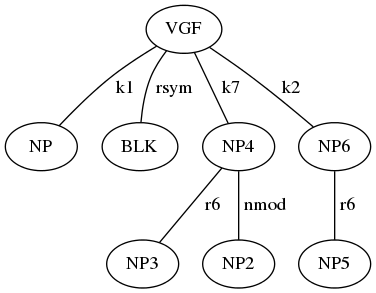 VGF
k1 rsym k7 k2
NP BLK NP4 NP6
r6 nmod r6
NP3 NP2 NP5